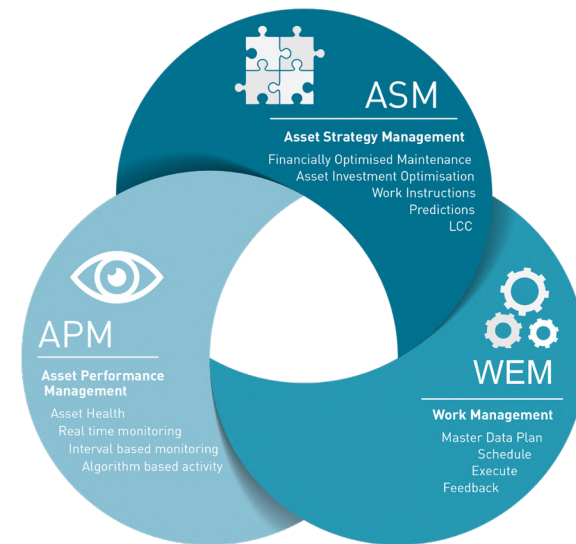 ASM
Asset Strategy Management
Financially Optimised Maintenance
Asset Investment Optimisation
Work Instructions
Predictions
LCC
APM
Asset Performance
Management
Asset Health
Real time monitoring
Interval based monitoring
Algorithm based activity
WEM
Work Management
Master Data Plan
Schedule
Execute
Feedback